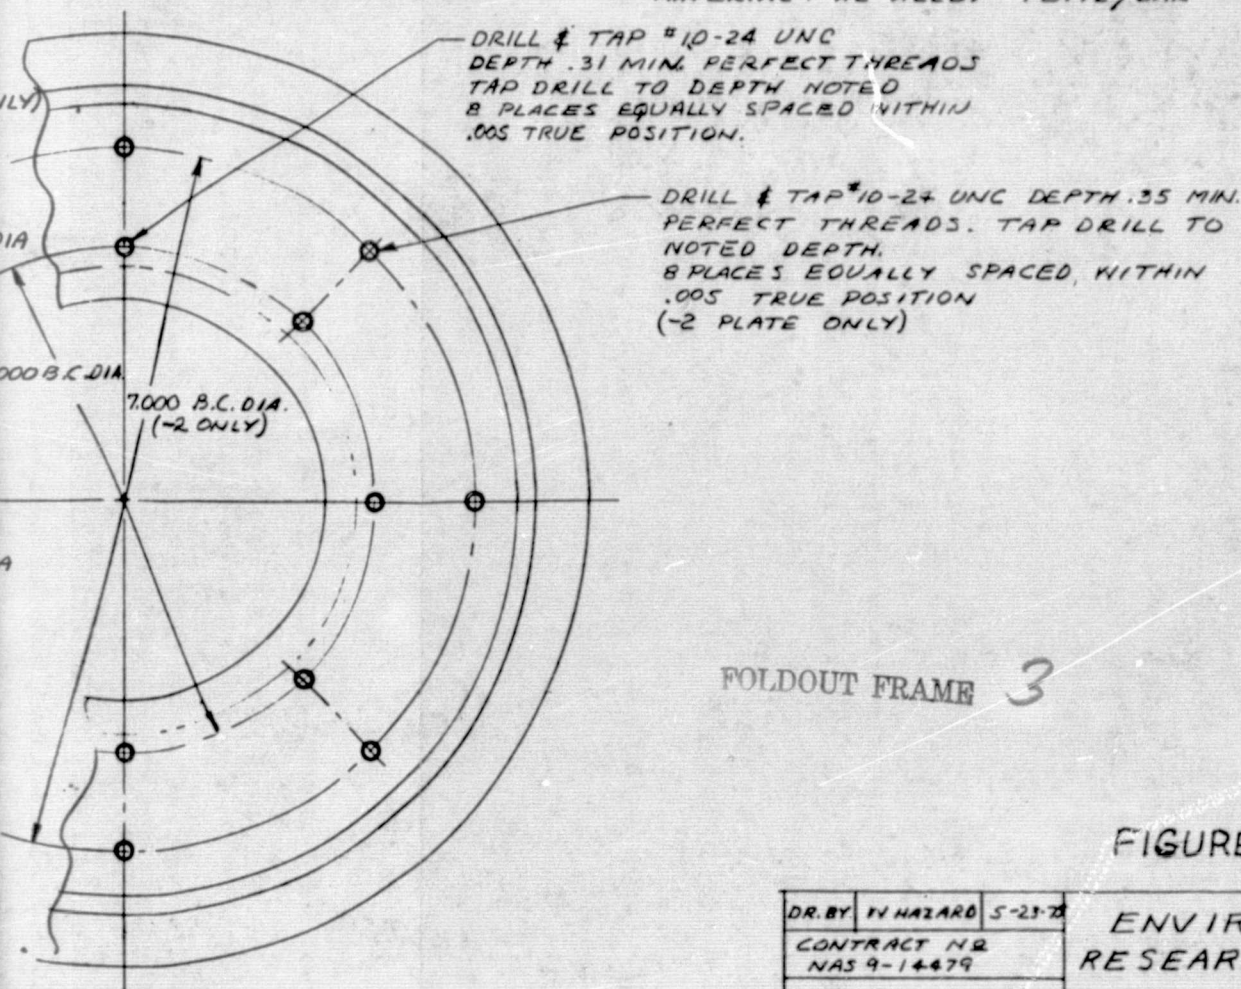 DRILL & TAP #10-24 UNC
DEPTH .31 MIN. PERFECT THREADS
TAP DRILL TO DEPTH NOTED
8 PLACES EQUALLY SPACED WITHIN
.005 TRUE POSITION.
DRILL & TAP #10-24 UNC DEPTH .35 MIN.
PERFECT THREADS. TAP DRILL TO
NOTED DEPTH.
8 PLACES EQUALLY SPACED, WITHIN
.005 TRUE POSITION
(-2 PLATE ONLY)
NLY)
DIA
000 B.C. DIA.
7.000 B.C. DIA.
(-2 ONLY)
A
FOLDOUT FRAME 3
FIGURE
DR. BY W HAZARD 5-23-
CONTRACT NO
NAS 9-14479
ENVIR
RESEAR